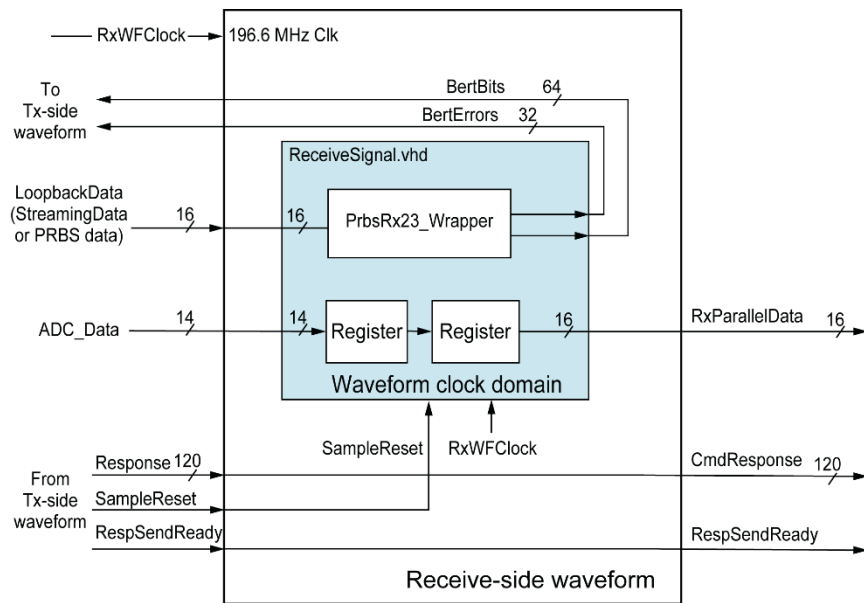 RxWFClock
196.6 MHz Clk
To
Tx-side
waveform
BertBits
64
BertErrors
32
ReceiveSignal.vhd
LoopbackData
(StreamingData
or PRBS data)
16
16
PrbsRx23_Wrapper
ADC_Data
14
14
Register
Register
16
RxParallelData
16
Waveform clock domain
SampleReset
RxWFClock
From
Tx-side
waveform
Response
120
CmdResponse
120
SampleReset
RespSendReady
RespSendReady
Receive-side waveform